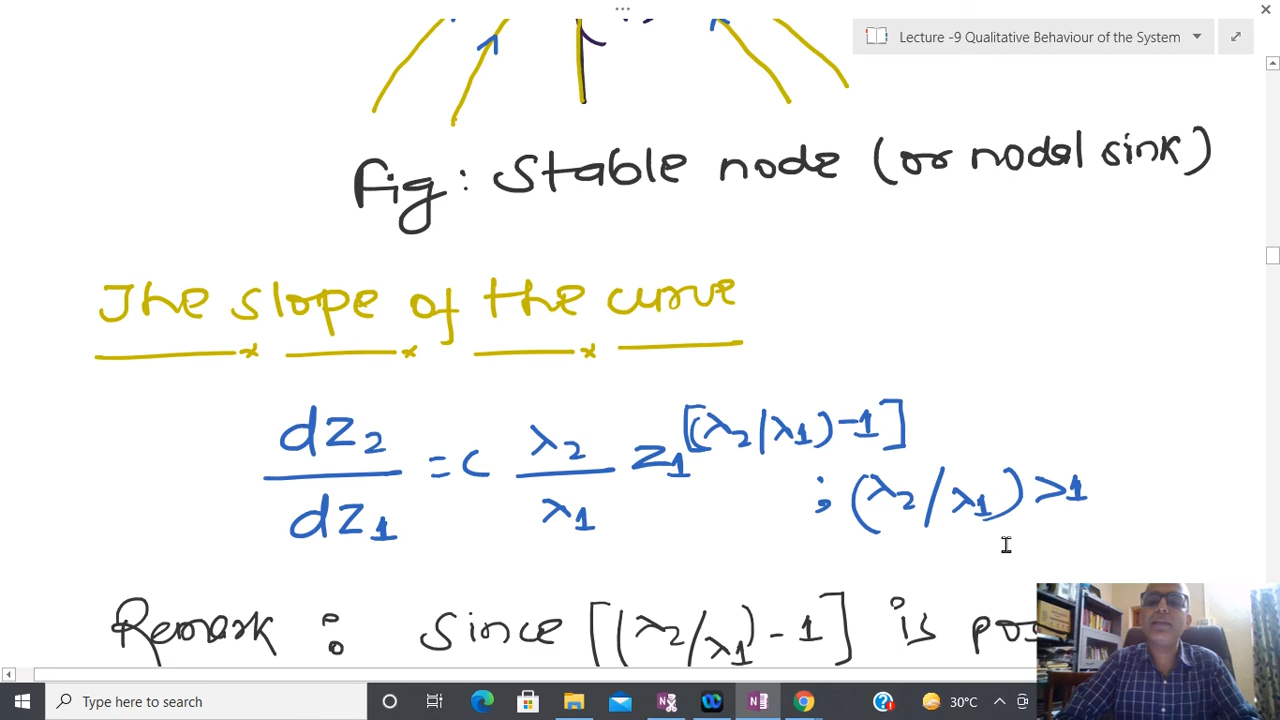 Lecture -9 Qualitative Behaviour of the System
Fig: Stable node (or nodal sink)
The slope of the curve
dz₂/dz₁ = c λ₂/λ₁ z₁^[(λ₂/λ₁) -1] ; (λ₂/λ₁) >1
Remark : Since [(λ₂/λ₁) - 1] is pos
Type here to search
30°C